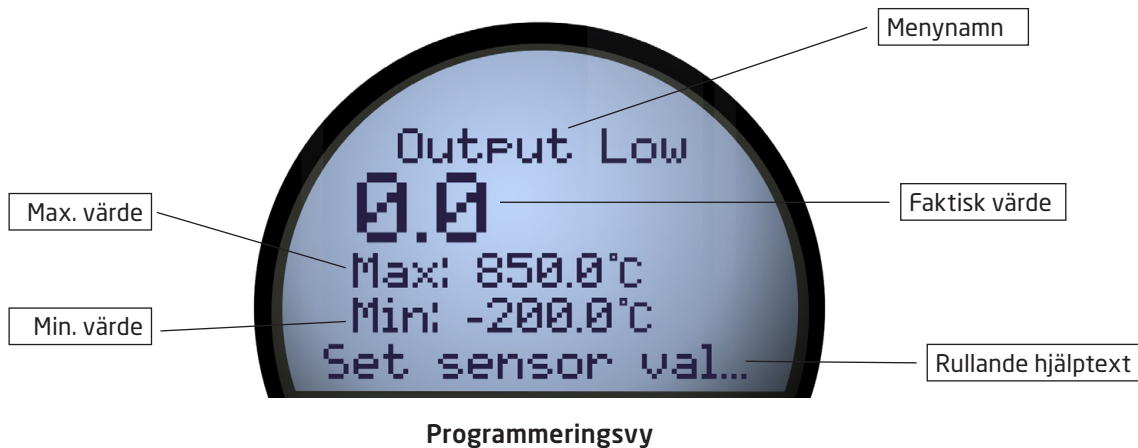 Menynamn
Output Low
0.0
Max. värde
Faktisk värde
Max: 850.0°C
Min: -200.0°C
Min. värde
Set sensor val...
Rullande hjälptext
Programmeringsvy